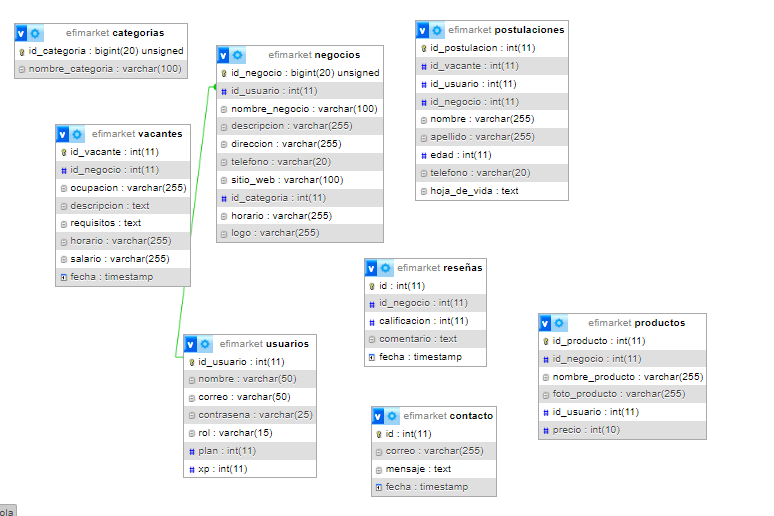 efimarket categorias
id_categoria : bigint(20) unsigned
nombre_categoria : varchar(100)
efimarket negocios
id_negocio : bigint(20) unsigned
id_usuario : int(11)
nombre_negocio : varchar(100)
descripcion : varchar(255)
direccion : varchar(255)
telefono : varchar(20)
sitio_web : varchar(100)
id_categoria : int(11)
horario : varchar(255)
logo : varchar(255)
efimarket postulaciones
id_postulacion : int(11)
id_vacante : int(11)
id_usuario : int(11)
id_negocio : int(11)
nombre : varchar(255)
apellido : varchar(255)
edad : int(11)
telefono : varchar(20)
hoja_de_vida : text
efimarket vacantes
id_vacante : int(11)
id_negocio : int(11)
ocupacion : varchar(255)
descripcion : text
requisitos : text
horario : varchar(255)
salario : varchar(255)
fecha : timestamp
efimarket reseñas
id : int(11)
id_negocio : int(11)
calificacion : int(11)
comentario : text
fecha : timestamp
efimarket productos
id_producto : int(11)
id_negocio : int(11)
nombre_producto : varchar(255)
foto_producto : varchar(255)
id_usuario : int(11)
precio : int(10)
efimarket usuarios
id_usuario : int(11)
nombre : varchar(50)
correo : varchar(50)
contrasena : varchar(25)
rol : varchar(15)
plan : int(11)
xp : int(11)
efimarket contacto
id : int(11)
correo : varchar(255)
mensaje : text
fecha : timestamp
ola